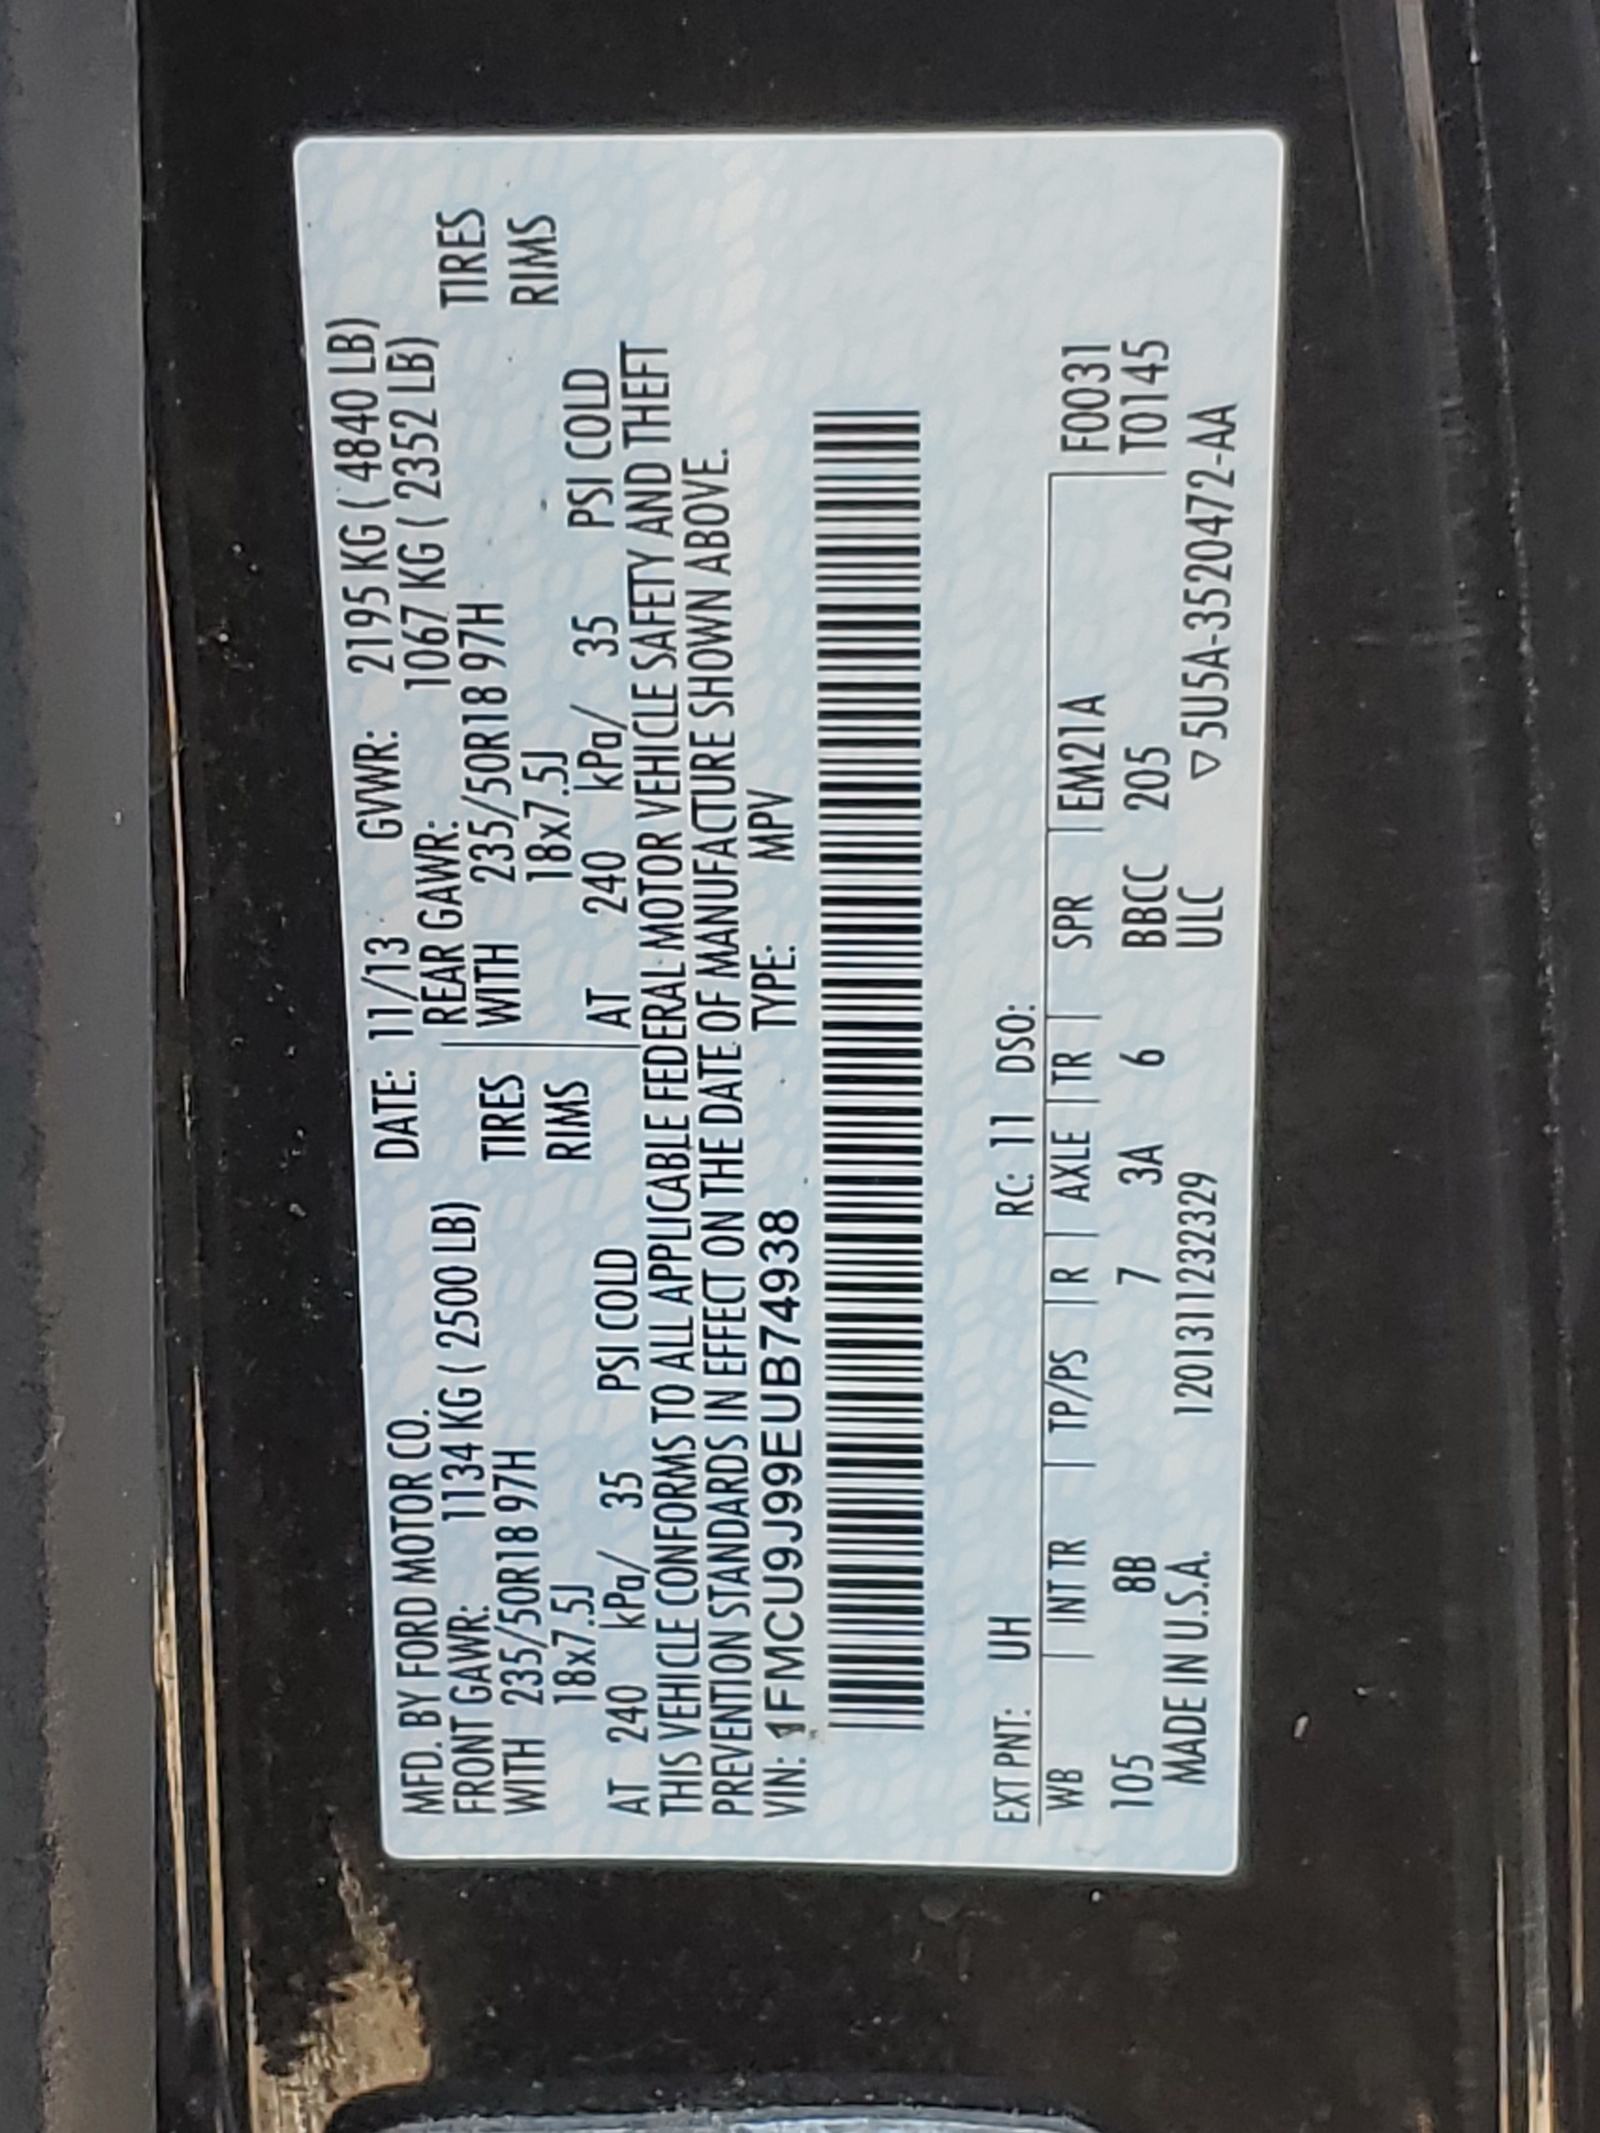 MFD. BY FORD MOTOR CO. DATE: 11/13 GVWR: 2195 KG ( 4840 LB)
FRONT GAWR: 1134 KG ( 2500 LB) REAR GAWR: 1067 KG ( 2352 LB)
WITH 235/50R18 97H TIRES WITH 235/50R18 97H TIRES
18x7.5J RIMS 18x7.5J RIMS
AT 240 kPa/ 35 PSI COLD AT 240 kPa/ 35 PSI COLD
THIS VEHICLE CONFORMS TO ALL APPLICABLE FEDERAL MOTOR VEHICLE SAFETY AND THEFT
PREVENTION STANDARDS IN EFFECT ON THE DATE OF MANUFACTURE SHOWN ABOVE.
VIN: 1FMCU9J99EUB74938 TYPE: MPV
EXT PNT: UH RC: 11 DSO:
WB INT TR TP/PS R AXLE TR SPR EM21A F0031
105 8B 7 3A 6 BBCC 205 T0145
MADE IN U.S.A. 1201311232329 ULC ▽5U5A-3520472-AA